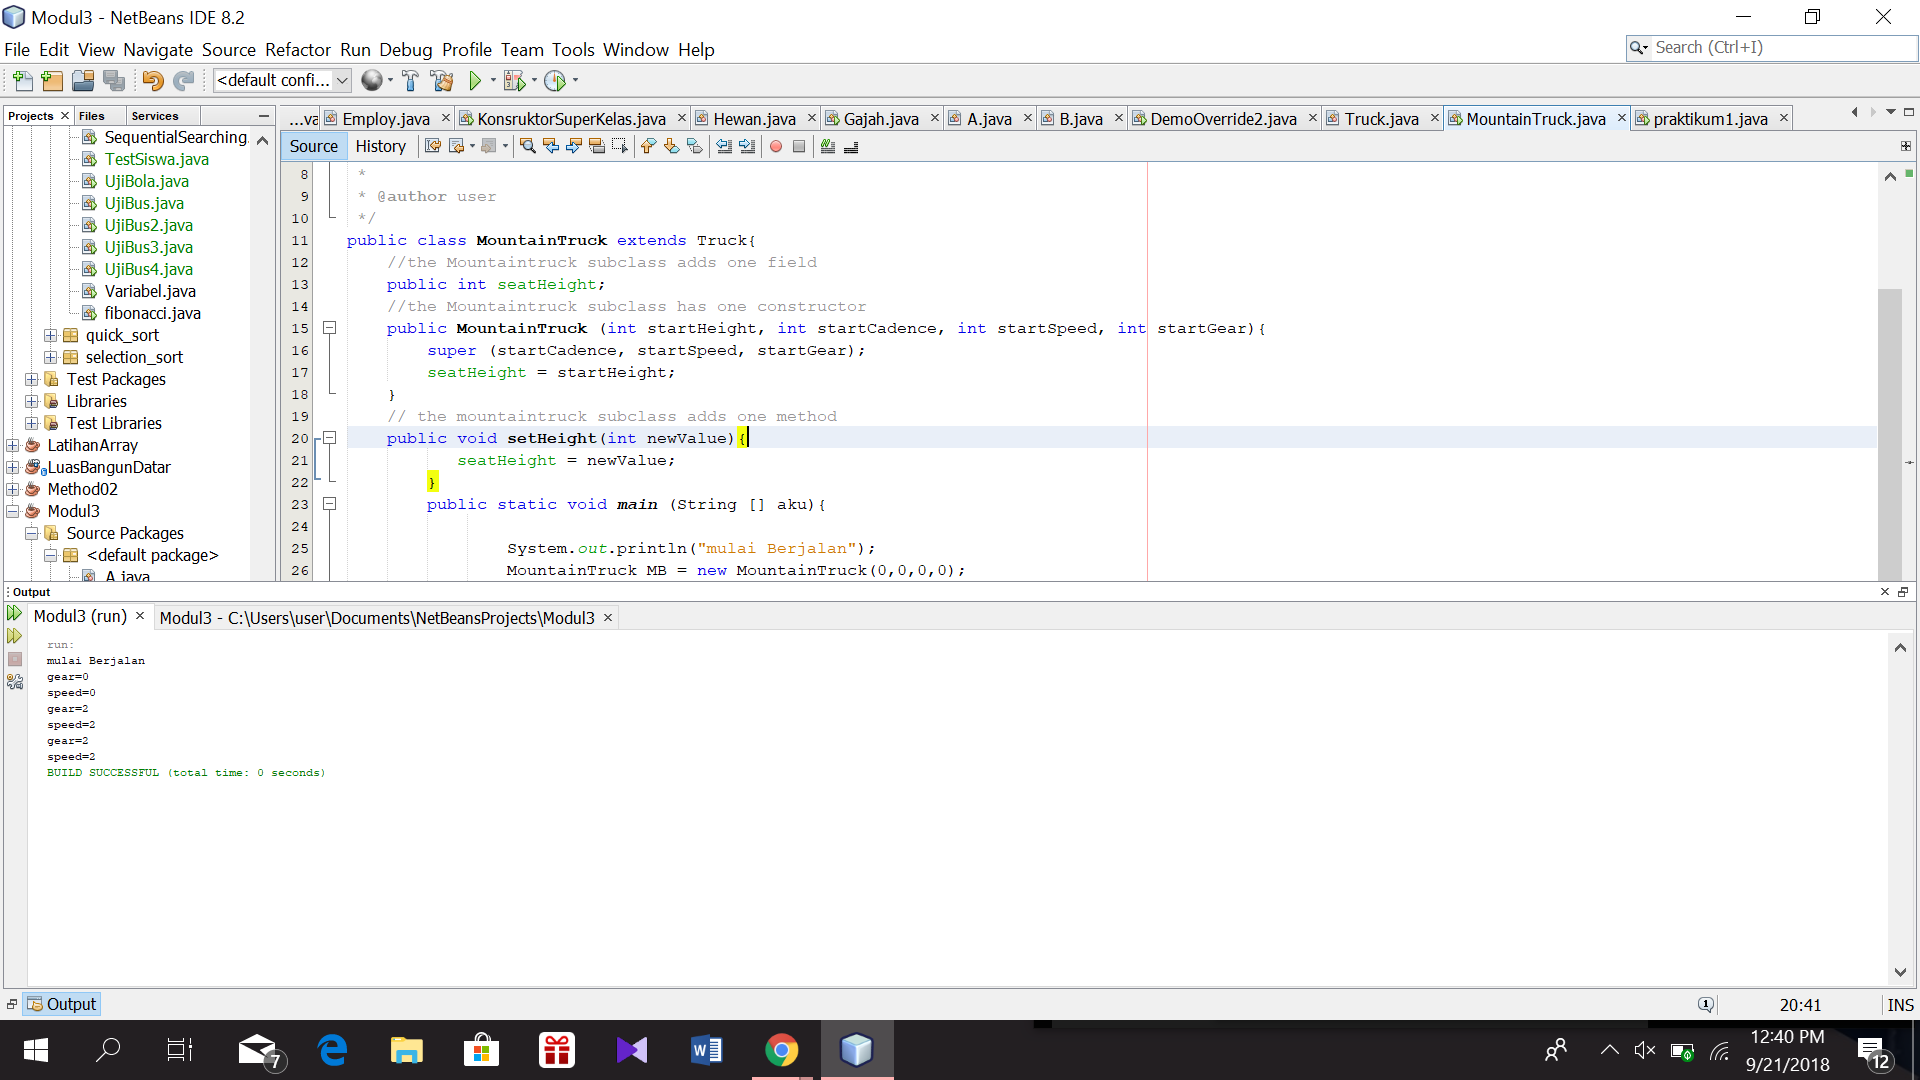 Modul3 - NetBeans IDE 8.2
File Edit View Navigate Source Refactor Run Debug Profile Team Tools Window Help
Search (Ctrl+I)
<default confi...
Projects Files Services
...va Employ.java KonsruktorSuperKelas.java Hewan.java Gajah.java A.java B.java DemoOverride2.java Truck.java MountainTruck.java praktikum1.java
Source History
SequentialSearching.
TestSiswa.java
UjiBola.java
UjiBus.java
UjiBus2.java
UjiBus3.java
UjiBus4.java
Variabel.java
fibonacci.java
quick_sort
selection_sort
Test Packages
Libraries
Test Libraries
LatihanArray
LuasBangunDatar
Method02
Modul3
Source Packages
<default package>
A.java
8 *
9 * @author user
10 */
11 public class MountainTruck extends Truck{
12 //the Mountaintruck subclass adds one field
13 public int seatHeight;
14 //the Mountaintruck subclass has one constructor
15 public MountainTruck (int startHeight, int startCadence, int startSpeed, int startGear){
16 super (startCadence, startSpeed, startGear);
17 seatHeight = startHeight;
18 }
19 // the mountaintruck subclass adds one method
20 public void setHeight(int newValue){
21 seatHeight = newValue;
22 }
23 public static void main (String [] aku){
24
25 System.out.println("mulai Berjalan");
26 MountainTruck MB = new MountainTruck(0,0,0,0);
Output
Modul3 (run) Modul3 - C:\Users\user\Documents\NetBeansProjects\Modul3
run:
mulai Berjalan
gear=0
speed=0
gear=2
speed=2
gear=2
speed=2
BUILD SUCCESSFUL (total time: 0 seconds)
Output
20:41 INS
7
12:40 PM
9/21/2018
12